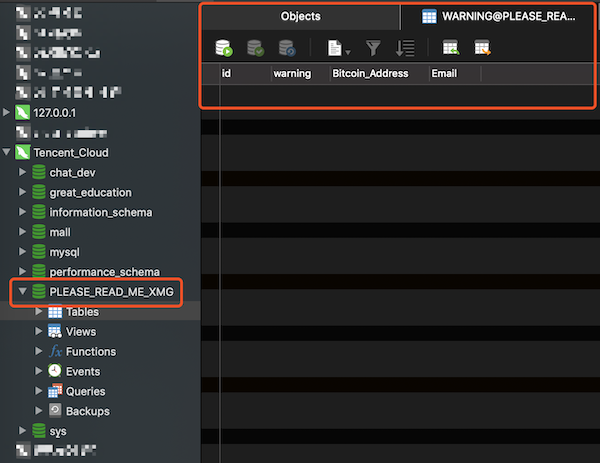 Objects
WARNING@PLEASE_REA...
id warning Bitcoin_Address Email
127.0.0.1
Tencent_Cloud
chat_dev
great_education
information_schema
mall
mysql
performance_schema
PLEASE_READ_ME_XMG
Tables
Views
fx Functions
Events
Queries
Backups
sys